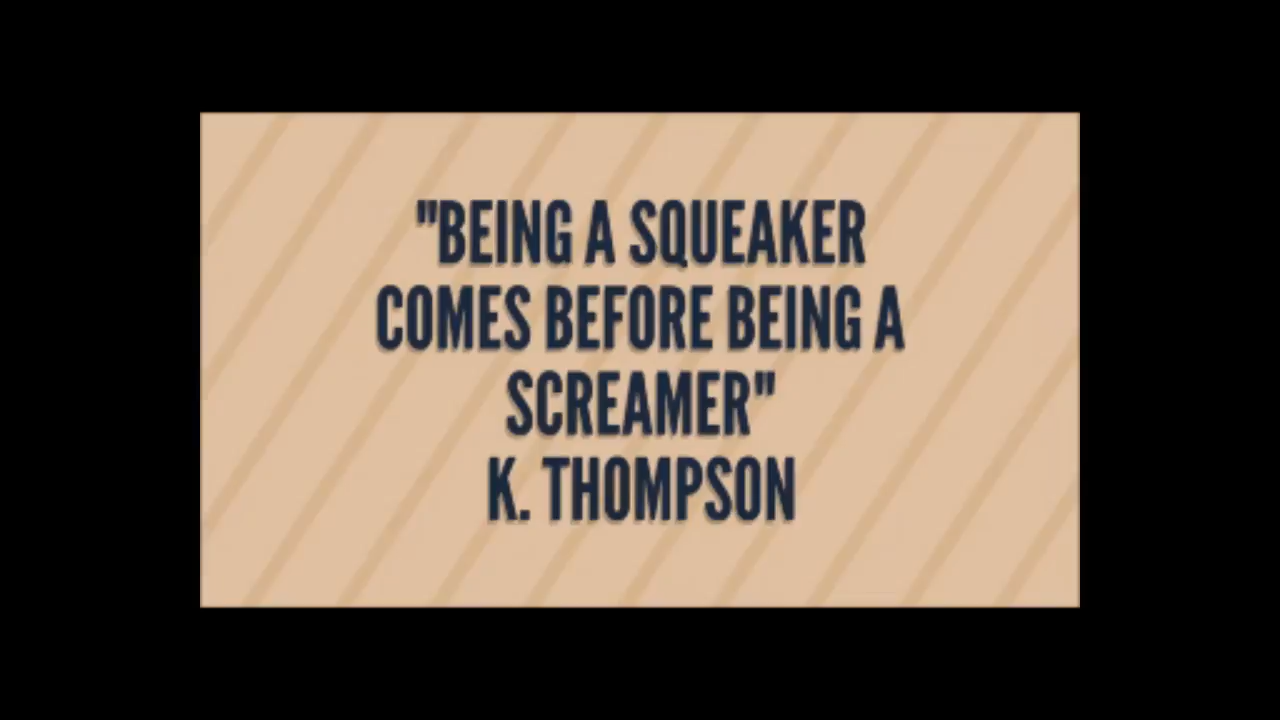 "BEING A SQUEAKER
COMES BEFORE BEING A
SCREAMER"
K. THOMPSON